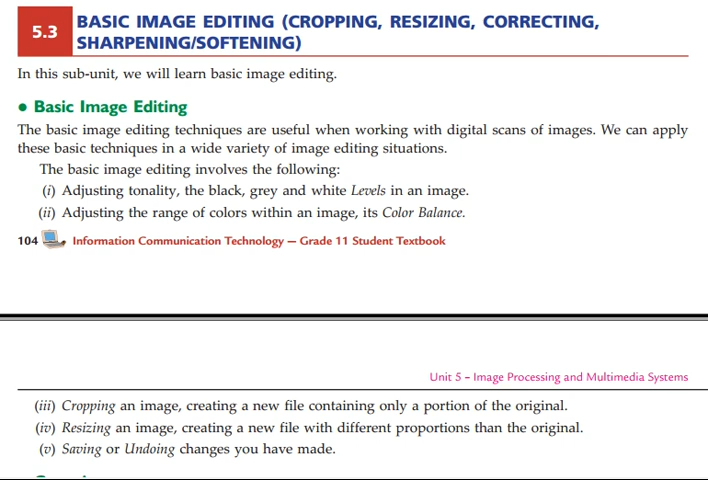 5.3 BASIC IMAGE EDITING (CROPPING, RESIZING, CORRECTING,
SHARPENING/SOFTENING)
In this sub-unit, we will learn basic image editing.
• Basic Image Editing
The basic image editing techniques are useful when working with digital scans of images. We can apply
these basic techniques in a wide variety of image editing situations.
The basic image editing involves the following:
(i) Adjusting tonality, the black, grey and white Levels in an image.
(ii) Adjusting the range of colors within an image, its Color Balance.
104 Information Communication Technology — Grade 11 Student Textbook
Unit 5 – Image Processing and Multimedia Systems
(iii) Cropping an image, creating a new file containing only a portion of the original.
(iv) Resizing an image, creating a new file with different proportions than the original.
(v) Saving or Undoing changes you have made.